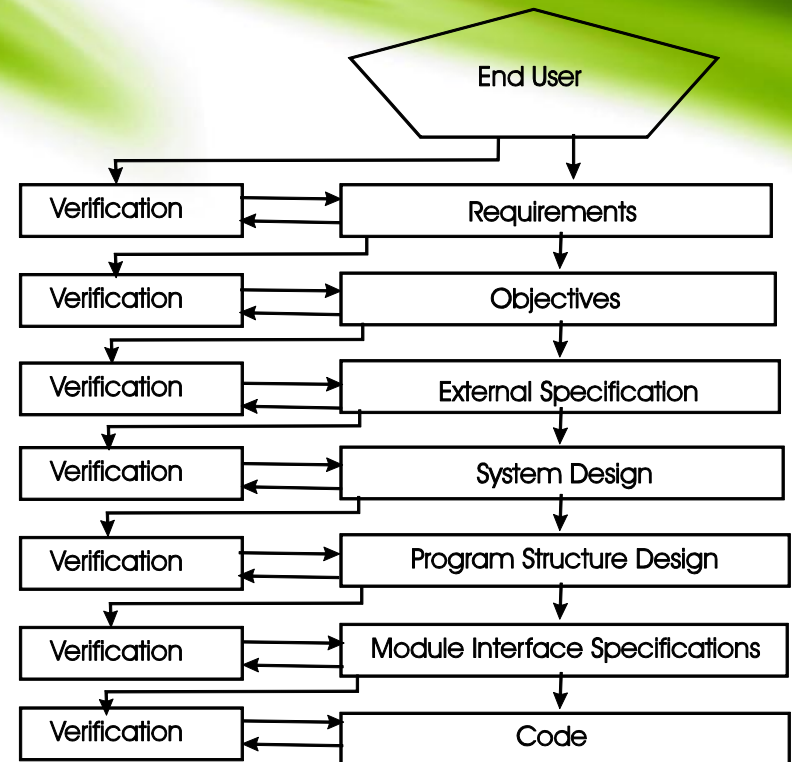 End User
Verification
Requirements
Verification
Objectives
Verification
External Specification
Verification
System Design
Verification
Program Structure Design
Verification
Module Interface Specifications
Verification
Code